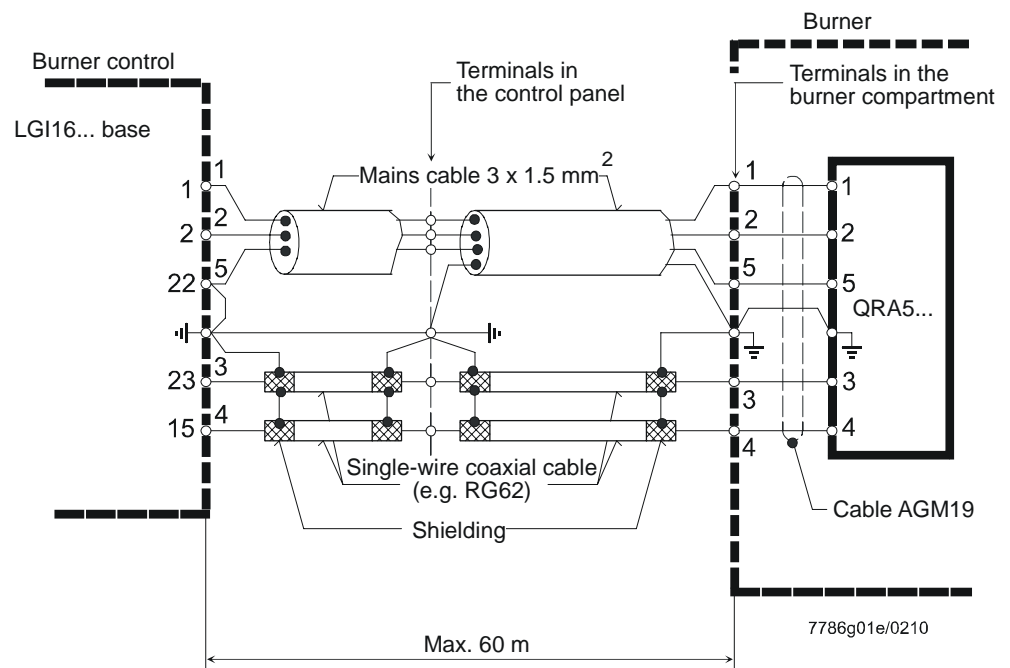 Burner
Burner control
Terminals in
the control panel
Terminals in the
burner compartment
LGI16... base
Mains cable 3 x 1.5 mm 2
1 1 1 1
2 2 2 2
22 5 5 5
QRA5...
23 3 3 3
15 4 4 4
Single-wire coaxial cable
(e.g. RG62)
Shielding
Cable AGM19
7786g01e/0210
Max. 60 m